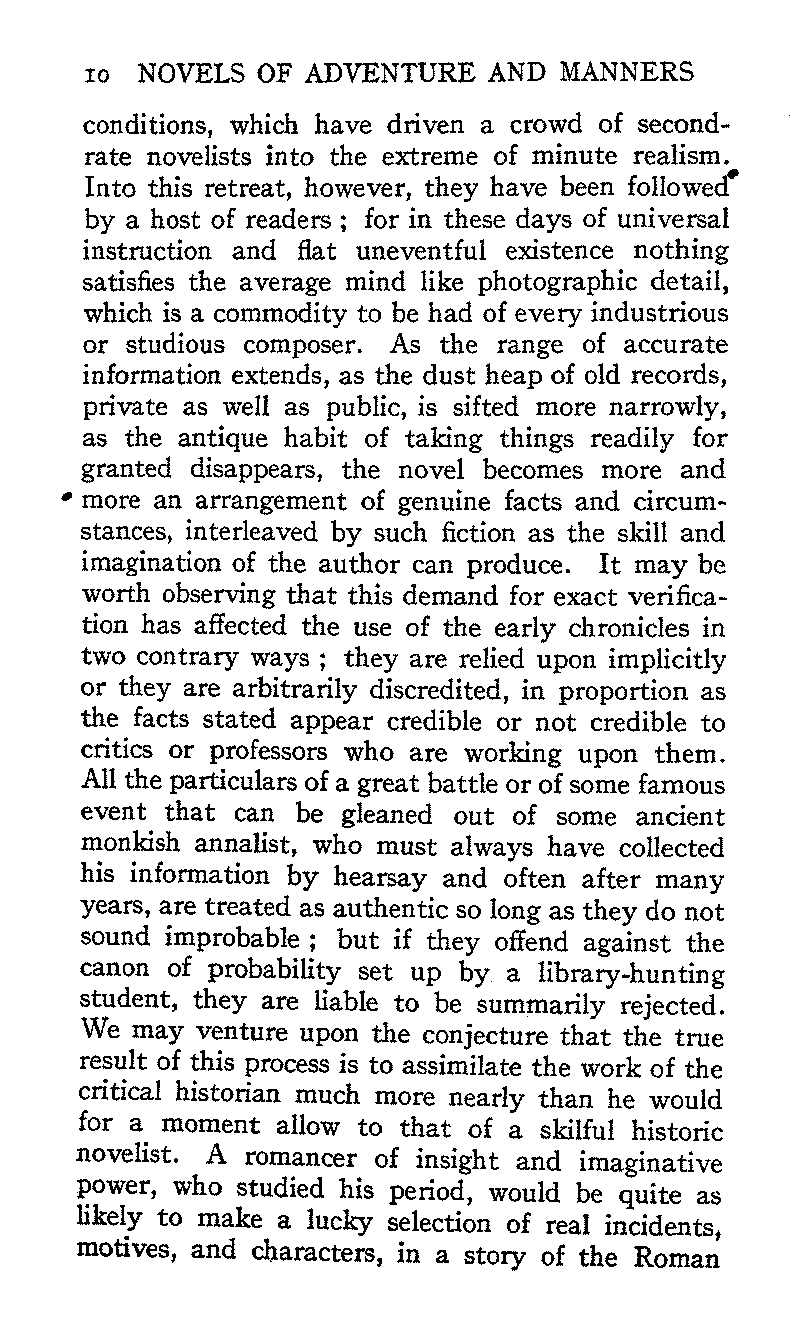 10 NOVELS OF ADVENTURE AND MANNERS
conditions, which have driven a crowd of second-
rate novelists into the extreme of minute realism.
Into this retreat, however, they have been followed
by a host of readers ; for in these days of universal
instruction and flat uneventful existence nothing
satisfies the average mind like photographic detail,
which is a commodity to be had of every industrious
or studious composer. As the range of accurate
information extends, as the dust heap of old records,
private as well as public, is sifted more narrowly,
as the antique habit of taking things readily for
granted disappears, the novel becomes more and
more an arrangement of genuine facts and circum-
stances, interleaved by such fiction as the skill and
imagination of the author can produce. It may be
worth observing that this demand for exact verifica-
tion has affected the use of the early chronicles in
two contrary ways ; they are relied upon implicitly
or they are arbitrarily discredited, in proportion as
the facts stated appear credible or not credible to
critics or professors who are working upon them.
All the particulars of a great battle or of some famous
event that can be gleaned out of some ancient
monkish annalist, who must always have collected
his information by hearsay and often after many
years, are treated as authentic so long as they do not
sound improbable ; but if they offend against the
canon of probability set up by a library-hunting
student, they are liable to be summarily rejected.
We may venture upon the conjecture that the true
result of this process is to assimilate the work of the
critical historian much more nearly than he would
for a moment allow to that of a skilful historic
novelist. A romancer of insight and imaginative
power, who studied his period, would be quite as
likely to make a lucky selection of real incidents,
motives, and characters, in a story of the Roman